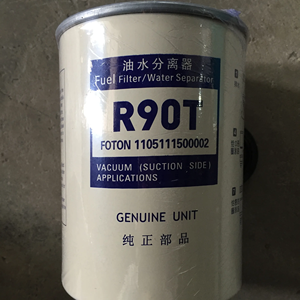 油水分离器
Fuel Filter/Water Separator
R90T
FOTON 1105111500002
VACUUM (SUCTION SIDE)
APPLICATIONS
GENUINE UNIT
纯正部品